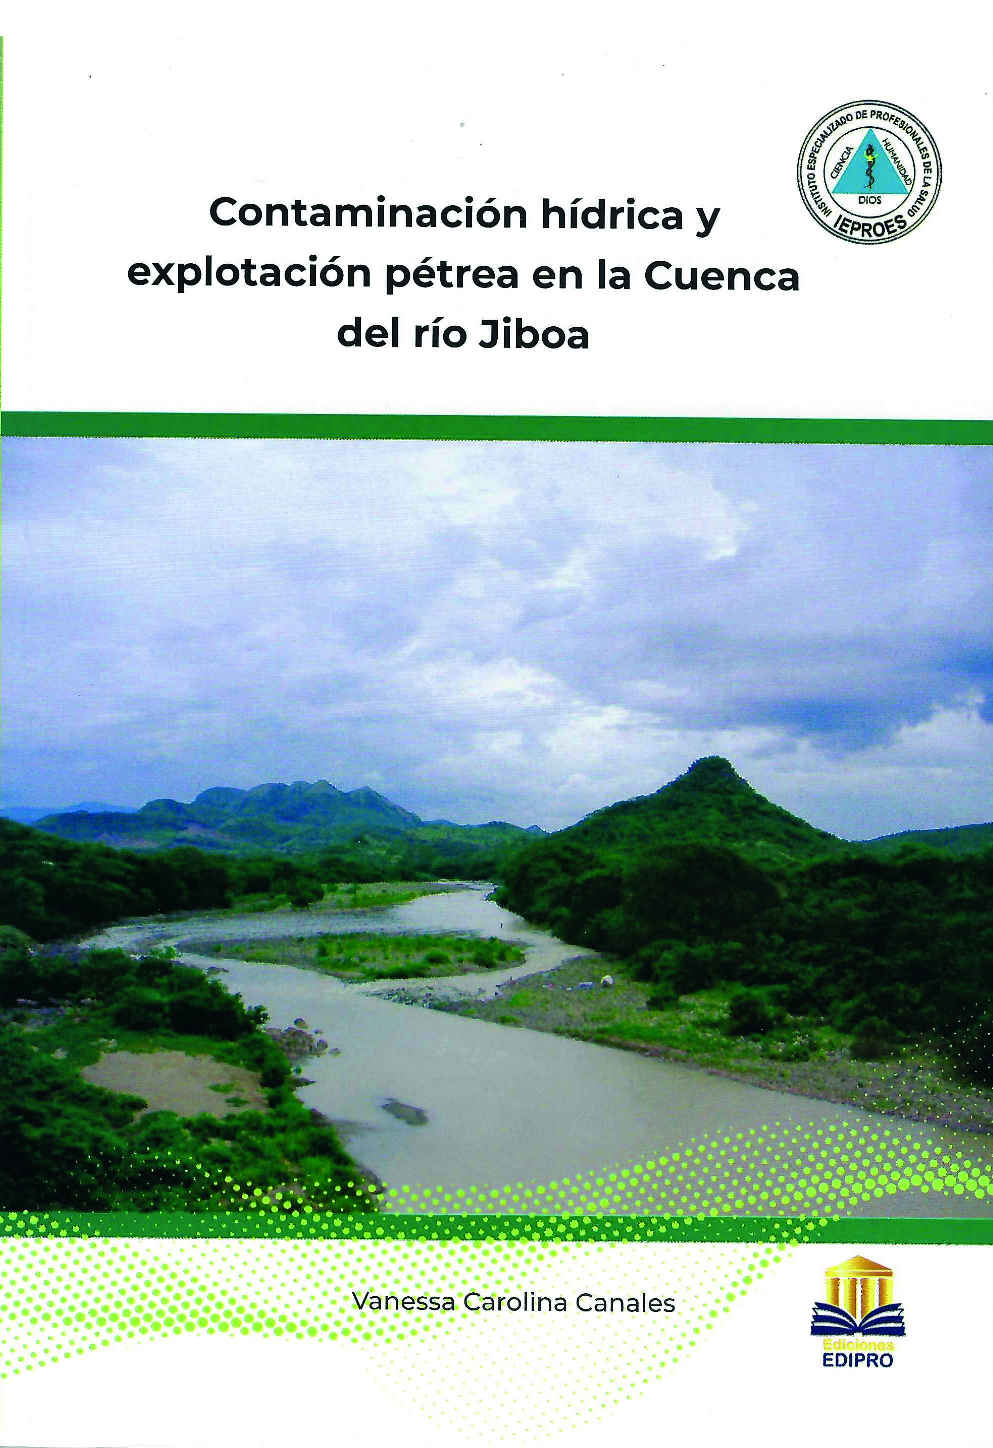 INSTITUTO ESPECIALIZADO DE PROFESIONALES DE LA SALUD
CIENCIA
HUMANIDAD
DIOS
IEPROES
Contaminación hídrica y
explotación pétrea en la Cuenca
del río Jiboa
Vanessa Carolina Canales
Ediciones
EDIPRO